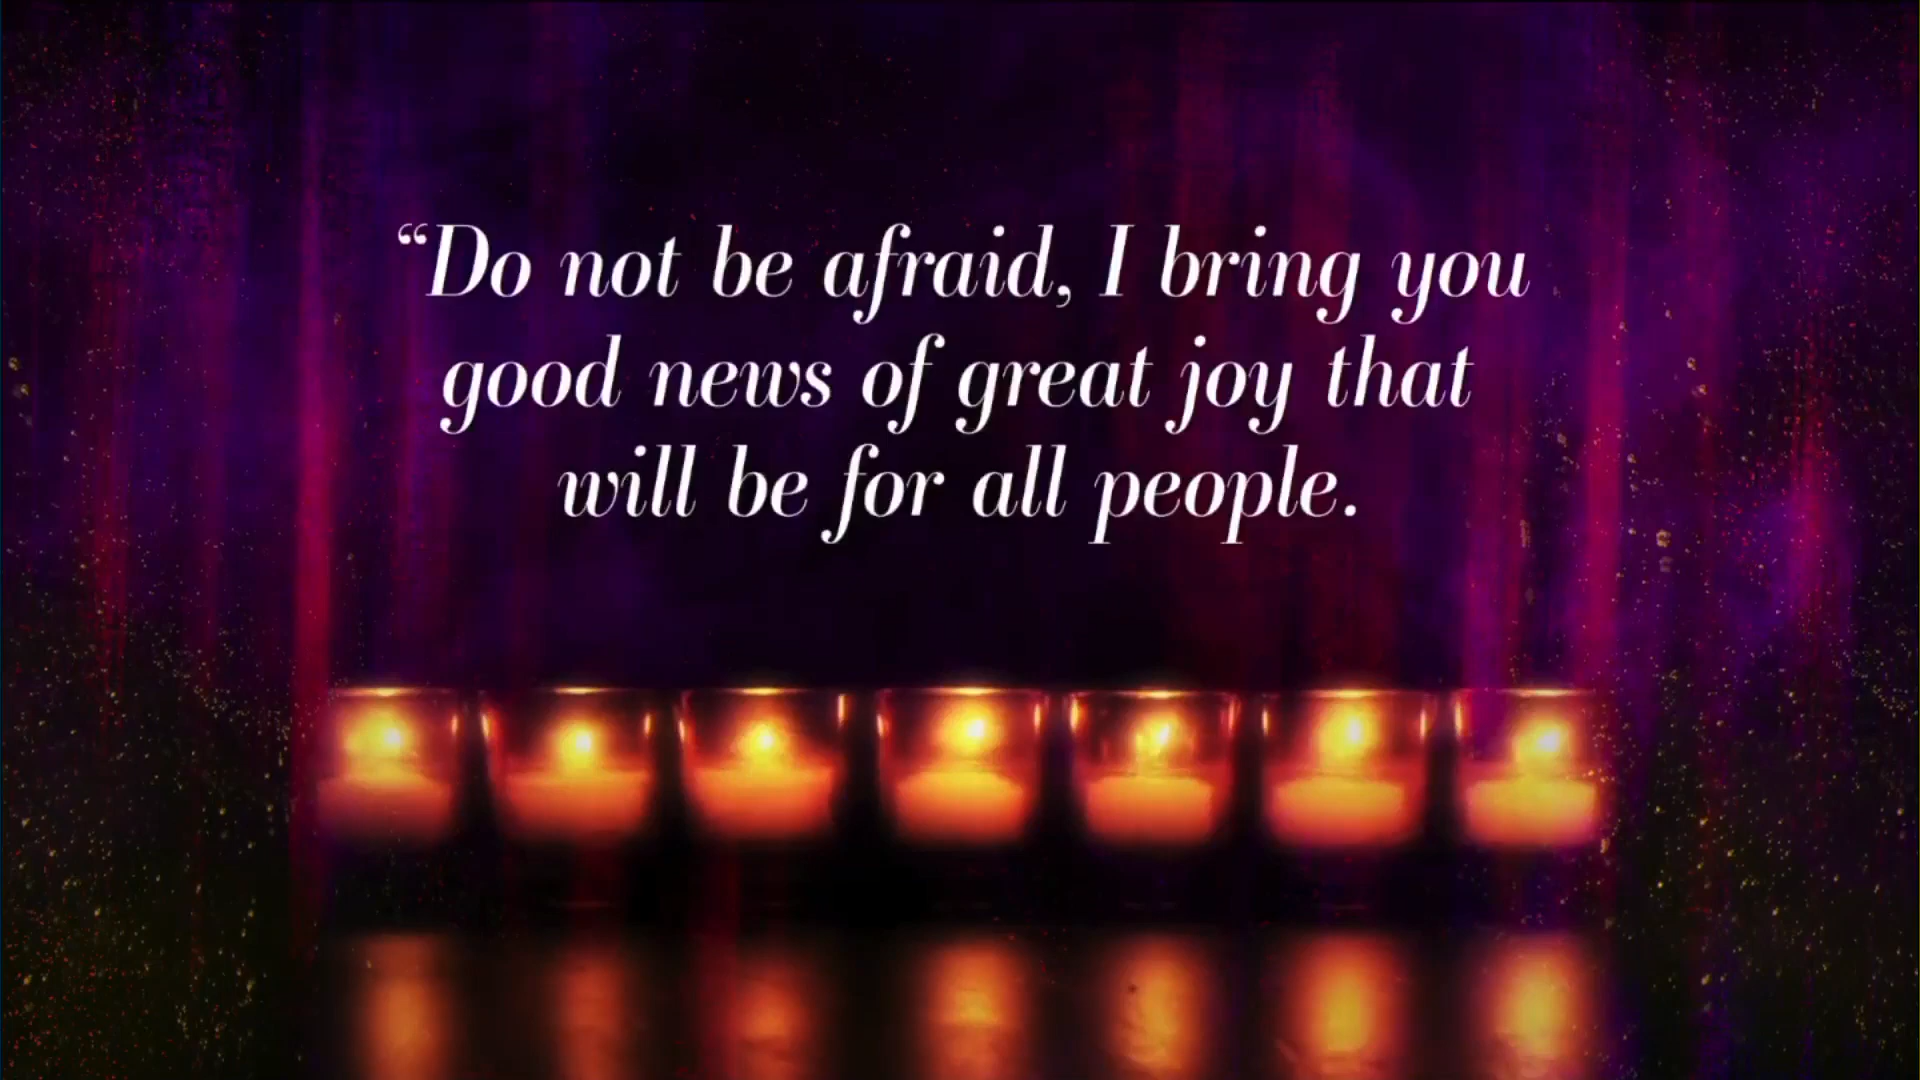 “Do not be afraid, I bring you
good news of great joy that
will be for all people.